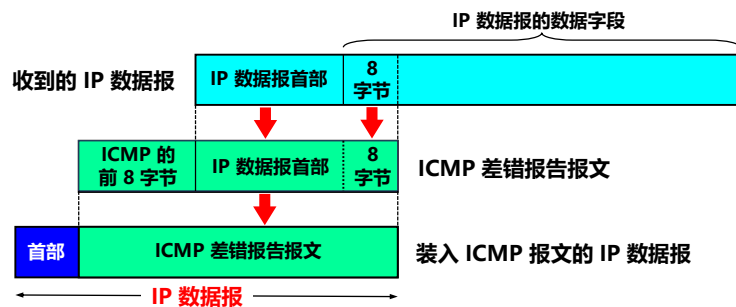 IP 数据报的数据字段
收到的 IP 数据报
IP 数据报首部
8
字节
ICMP 的
前 8 字节
IP 数据报首部
8
字节
ICMP 差错报告报文
首部
ICMP 差错报告报文
装入 ICMP 报文的 IP 数据报
IP 数据报